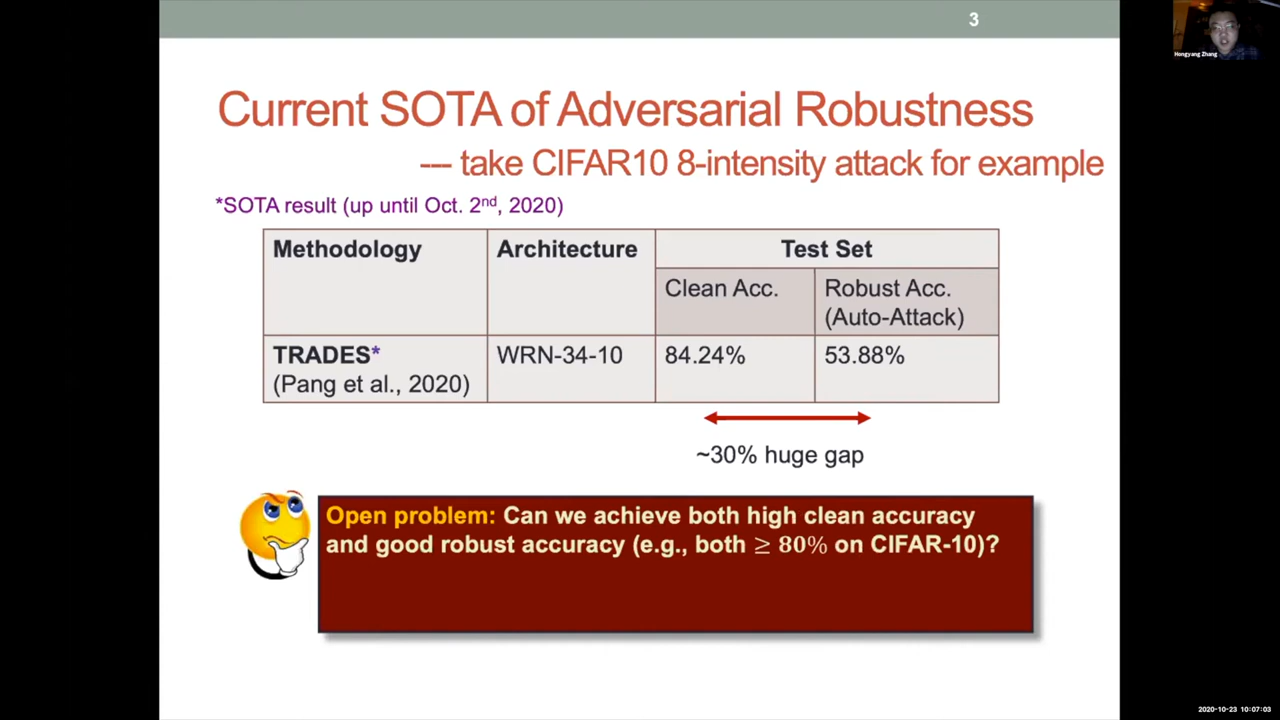 3
Hongyang Zhang
Current SOTA of Adversarial Robustness
--- take CIFAR10 8-intensity attack for example
*SOTA result (up until Oct. 2nd, 2020)
Methodology Architecture Test Set
Clean Acc. Robust Acc.
(Auto-Attack)
TRADES* WRN-34-10 84.24% 53.88%
(Pang et al., 2020)
~30% huge gap
Open problem: Can we achieve both high clean accuracy
and good robust accuracy (e.g., both ≥ 80% on CIFAR-10)?
2020-10-23 10:07:03